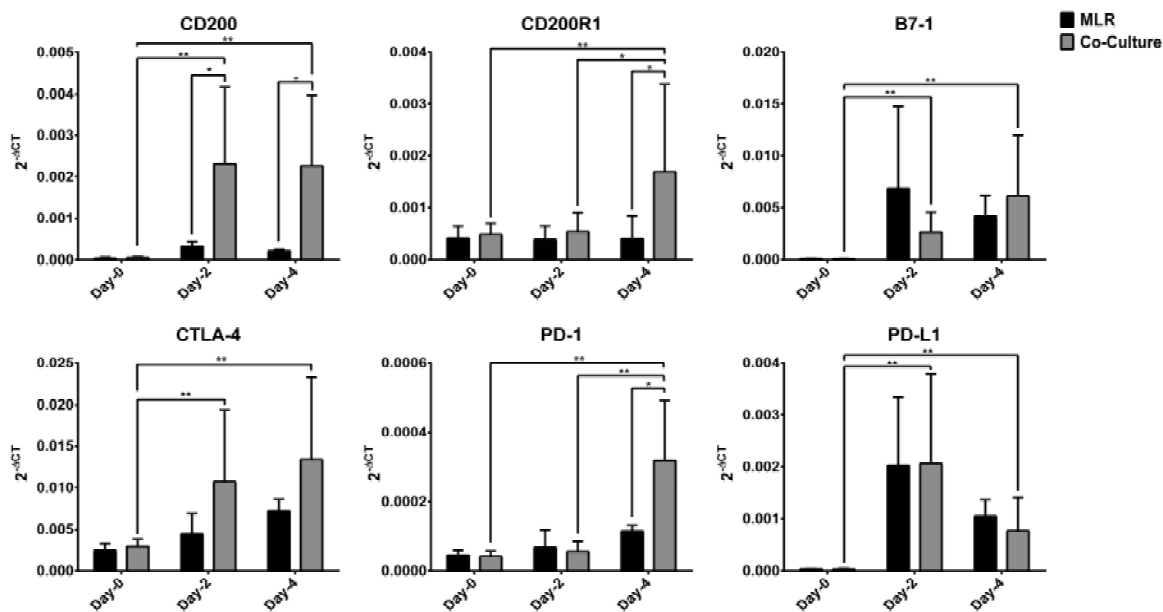 CD200
CD200R1
B7-1
MLR
Co-Culture
2^-ΔCT
0.005
0.004
0.003
0.002
0.001
0.000
**
**
*
*
Day-0
Day-2
Day-4
2^-ΔCT
0.004
0.003
0.002
0.001
0.000
**
*
*
Day-0
Day-2
Day-4
2^-ΔCT
0.020
0.015
0.010
0.005
0.000
**
**
Day-0
Day-2
Day-4
CTLA-4
PD-1
PD-L1
2^-ΔCT
0.025
0.020
0.015
0.010
0.005
0.000
**
**
Day-0
Day-2
Day-4
2^-ΔCT
0.0006
0.0004
0.0002
0.0000
**
**
*
Day-0
Day-2
Day-4
2^-ΔCT
0.004
0.003
0.002
0.001
0.000
**
**
Day-0
Day-2
Day-4